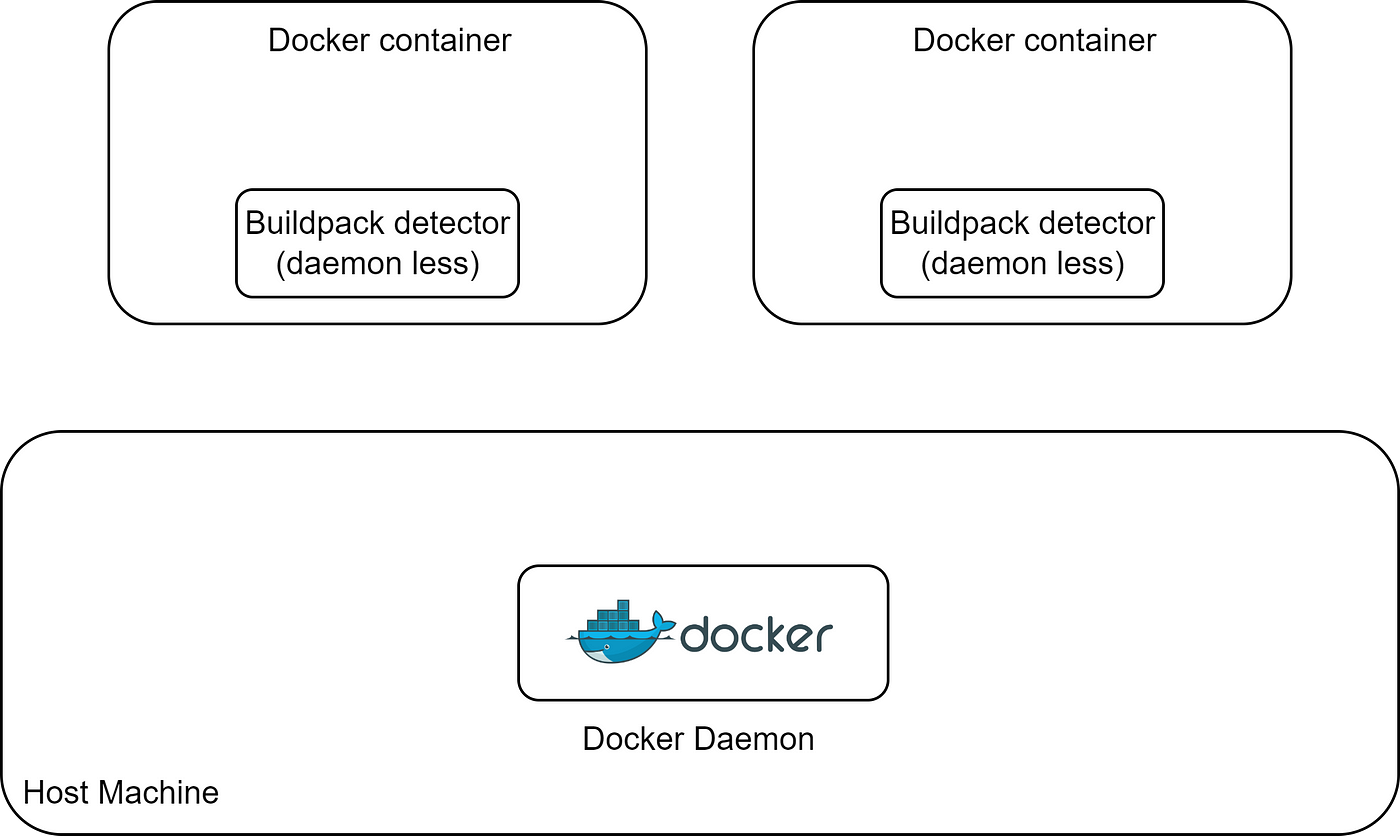 Docker container
Docker container
Buildpack detector
(daemon less)
Buildpack detector
(daemon less)
docker
Docker Daemon
Host Machine